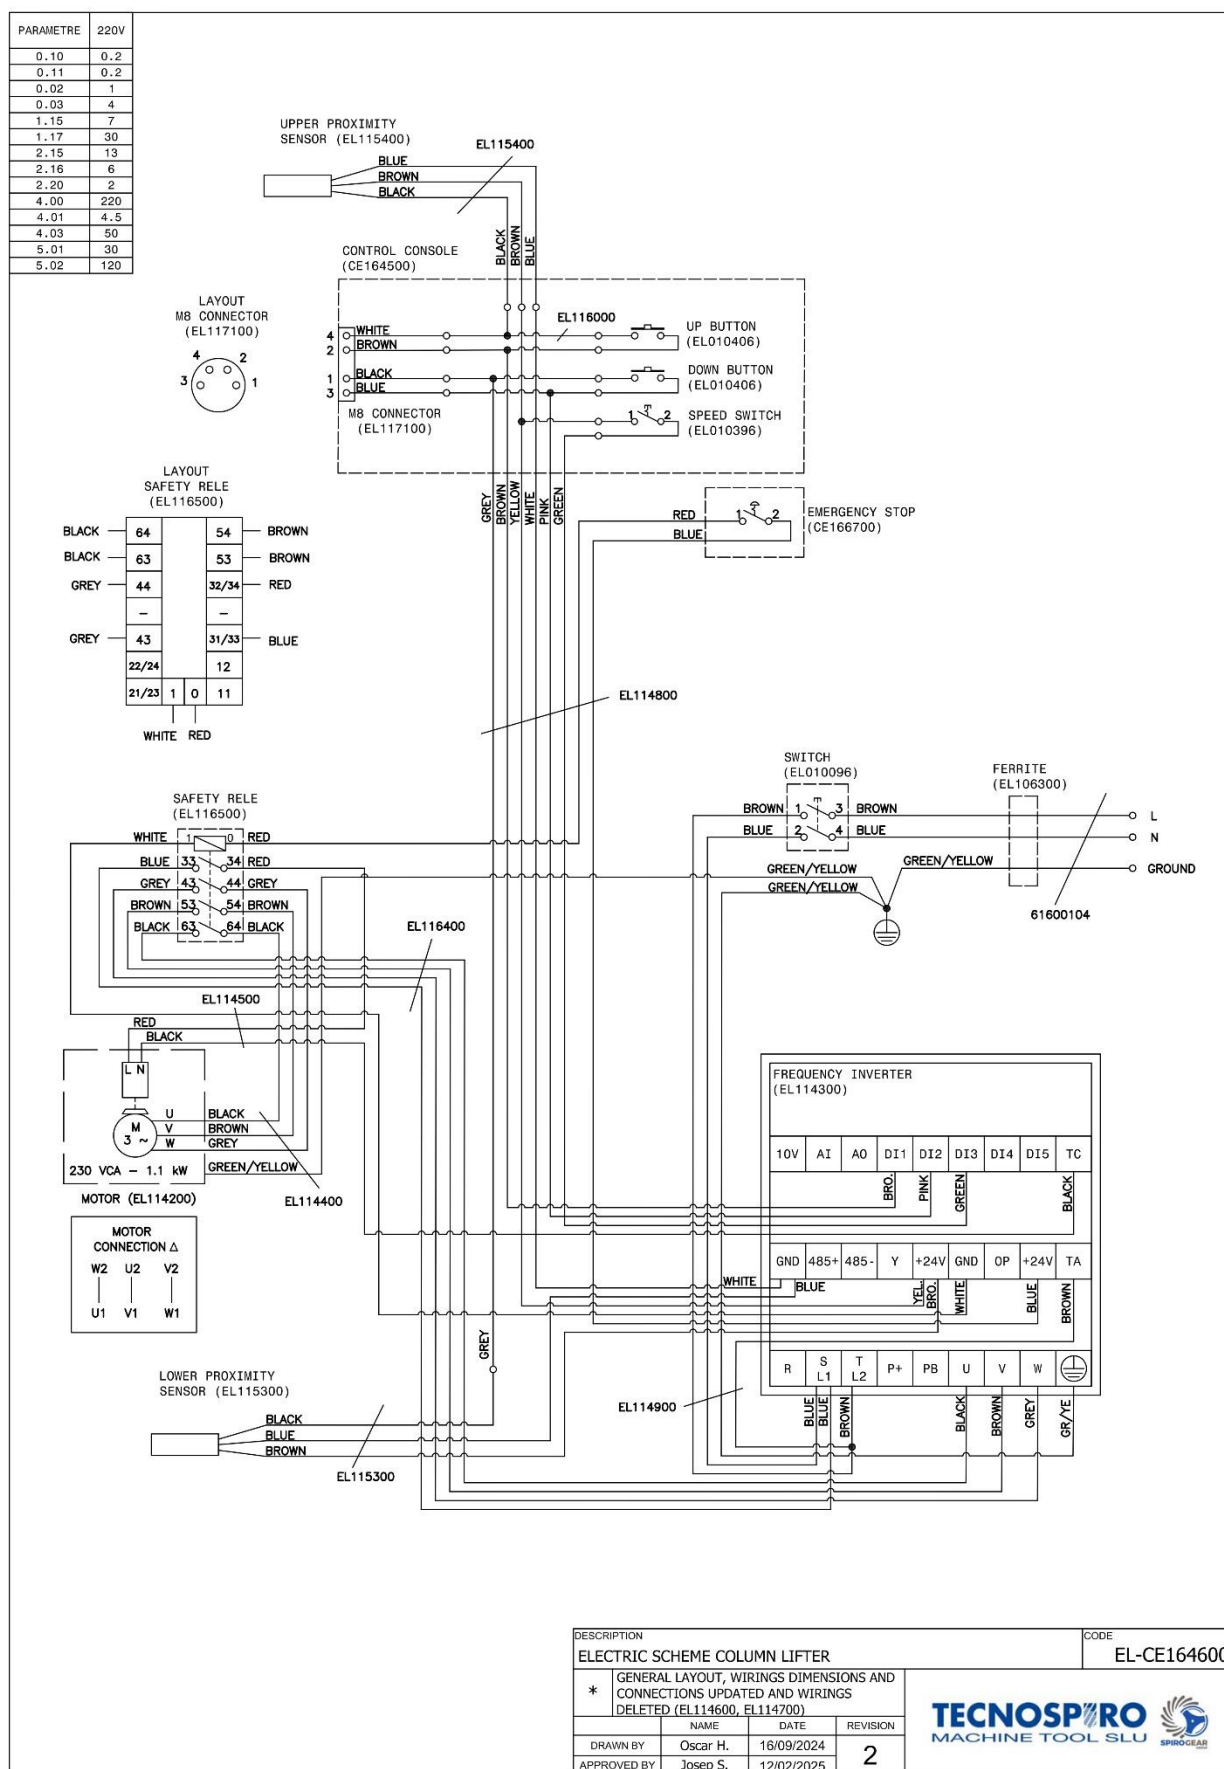 PARAMETRE 220V
0.10 0.2
0.11 0.2
0.02 1
0.03 4
1.15 7
1.17 30
2.15 13
2.16 6
2.20 2
4.00 220
4.01 4.5
4.03 50
5.01 30
5.02 120
UPPER PROXIMITY
SENSOR (EL115400)
EL115400
BLUE
BROWN
BLACK
BLACK
BROWN
BLUE
CONTROL CONSOLE
(CE164500)
LAYOUT
M8 CONNECTOR
(EL117100)
4 2
3 1
EL116000
4 WHITE
2 BROWN
1 BLACK
3 BLUE
M8 CONNECTOR
(EL117100)
UP BUTTON
(EL010406)
DOWN BUTTON
(EL010406)
1 2 SPEED SWITCH
(EL010396)
GREY
BROWN
YELLOW
WHITE
PINK
GREEN
LAYOUT
SAFETY RELE
(EL116500)
BLACK 64 54 BROWN
BLACK 63 53 BROWN
GREY 44 32/34 RED
- -
GREY 43 31/33 BLUE
22/24 12
21/23 1 0 11
WHITE RED
RED 1 2 EMERGENCY STOP
(CE166700)
BLUE
EL114800
SWITCH
(EL010096)
FERRITE
(EL106300)
BROWN 1 3 BROWN L
BLUE 2 4 BLUE N
GREEN/YELLOW
GREEN/YELLOW
GREEN/YELLOW
GROUND
61600104
SAFETY RELE
(EL116500)
WHITE 1 0 RED
BLUE 33 34 RED
GREY 43 44 GREY
BROWN 53 54 BROWN
BLACK 63 64 BLACK
EL116400
EL114500
RED
BLACK
L N
M
3 ~
U BLACK
V BROWN
W GREY
230 VCA - 1.1 kW
GREEN/YELLOW
MOTOR (EL114200)
EL114400
MOTOR
CONNECTION Δ
W2 U2 V2
U1 V1 W1
FREQUENCY INVERTER
(EL114300)
10V AI AO DI1 DI2 DI3 DI4 DI5 TC
BRO.
PINK
GREEN
BLACK
GND 485+ 485- Y +24V GND OP +24V TA
WHITE
BLUE
YEL.
BRO.
WHITE
BLUE
BROWN
R S L1 T L2 P+ PB U V W
BLUE
BLUE
BROWN
BLACK
BROWN
GREY
GR/YE
EL114900
GREY
LOWER PROXIMITY
SENSOR (EL115300)
BLACK
BLUE
BROWN
EL115300
DESCRIPTION
ELECTRIC SCHEME COLUMN LIFTER
CODE
EL-CE164600
*
GENERAL LAYOUT, WIRINGS DIMENSIONS AND
CONNECTIONS UPDATED AND WIRINGS
DELETED (EL114600, EL114700)
NAME DATE REVISION
DRAWN BY Oscar H. 16/09/2024
2
APPROVED BY Josep S. 12/02/2025
TECNOSPIRO
MACHINE TOOL SLU
SPIROGEAR